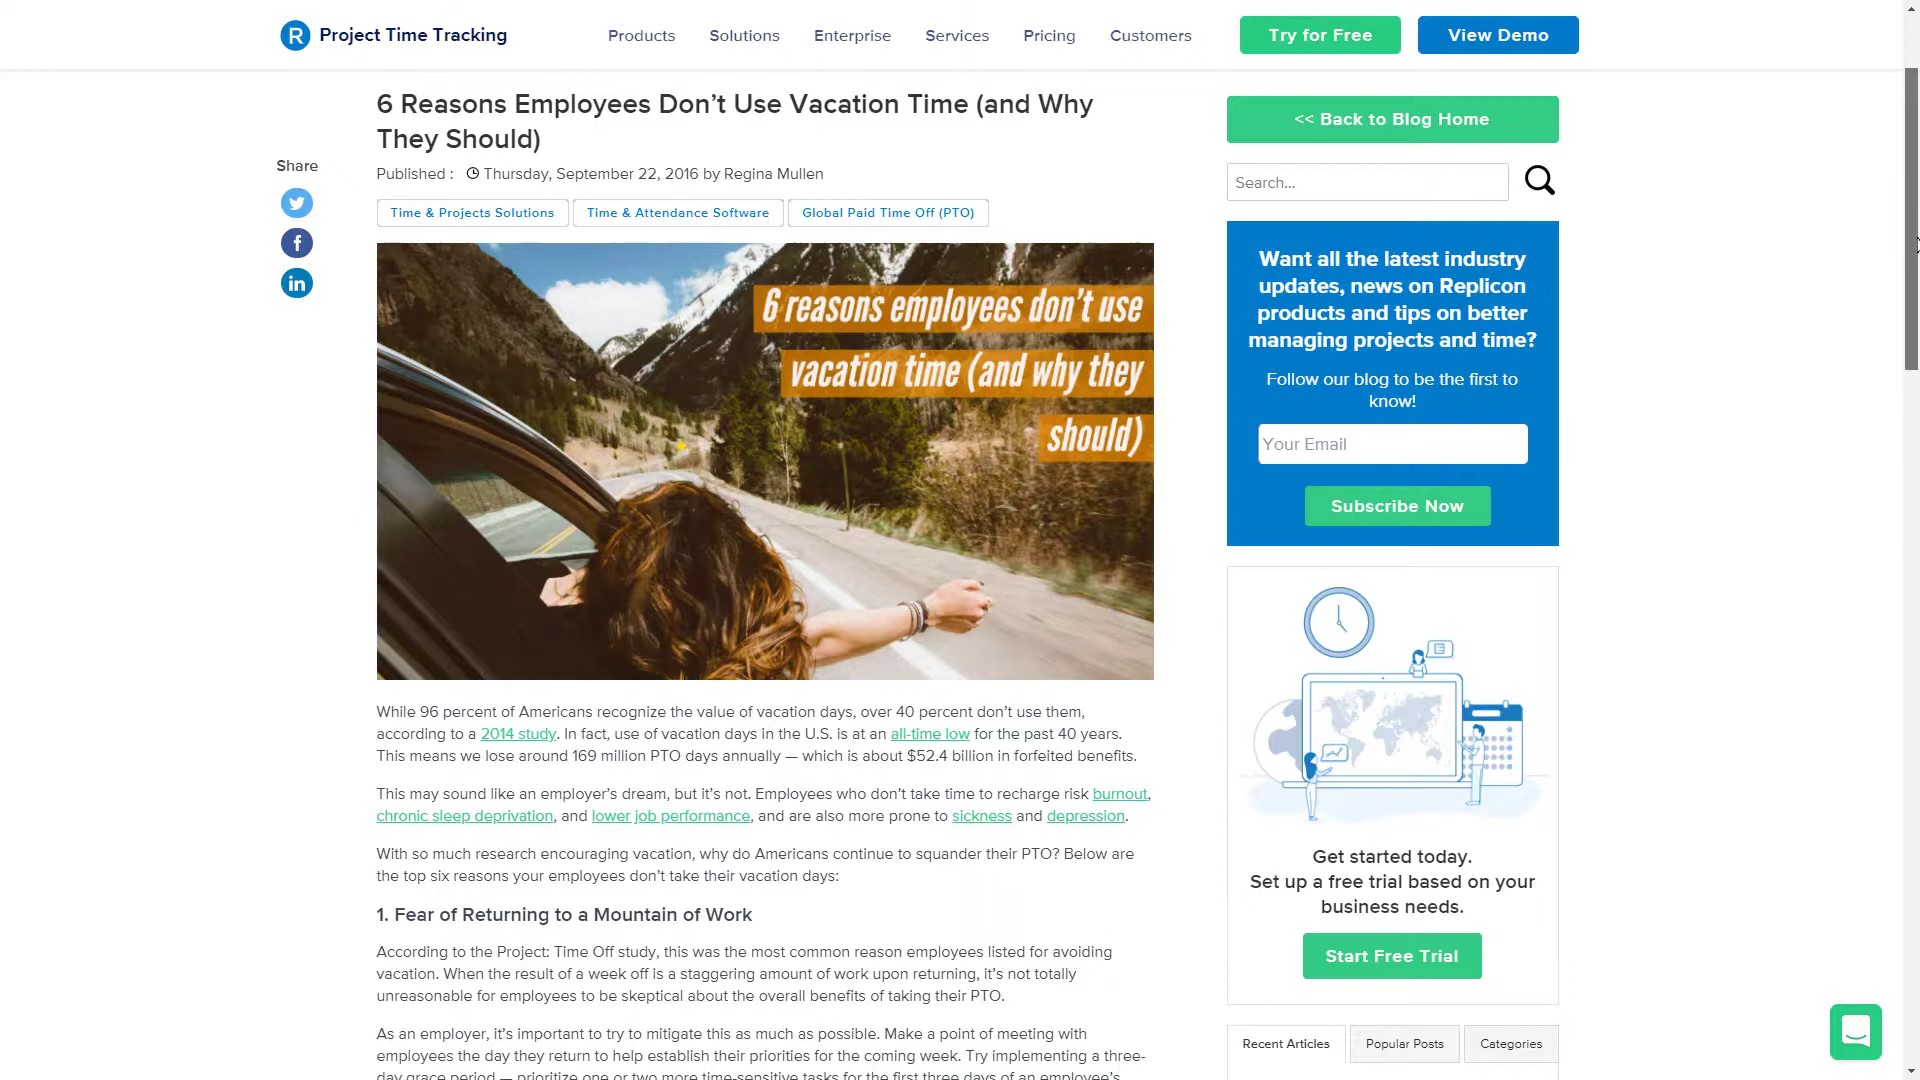 R Project Time Tracking
Products
Solutions
Enterprise
Services
Pricing
Customers
Try for Free
View Demo
6 Reasons Employees Don’t Use Vacation Time (and Why
They Should)
Published : Thursday, September 22, 2016 by Regina Mullen
Share
Time & Projects Solutions
Time & Attendance Software
Global Paid Time Off (PTO)
6 reasons employees don't use
vacation time (and why they
should)
While 96 percent of Americans recognize the value of vacation days, over 40 percent don’t use them,
according to a 2014 study. In fact, use of vacation days in the U.S. is at an all-time low for the past 40 years.
This means we lose around 169 million PTO days annually — which is about $52.4 billion in forfeited benefits.
This may sound like an employer’s dream, but it’s not. Employees who don’t take time to recharge risk burnout,
chronic sleep deprivation, and lower job performance, and are also more prone to sickness and depression.
With so much research encouraging vacation, why do Americans continue to squander their PTO? Below are
the top six reasons your employees don’t take their vacation days:
1. Fear of Returning to a Mountain of Work
According to the Project: Time Off study, this was the most common reason employees listed for avoiding
vacation. When the result of a week off is a staggering amount of work upon returning, it’s not totally
unreasonable for employees to be skeptical about the overall benefits of taking their PTO.
As an employer, it’s important to try to mitigate this as much as possible. Make a point of meeting with
employees the day they return to help establish their priorities for the coming week. Try implementing a three-
day grace period — prioritize one or two more time-sensitive tasks for the first three days of an employee’s
<< Back to Blog Home
Search...
Want all the latest industry
updates, news on Replicon
products and tips on better
managing projects and time?
Follow our blog to be the first to
know!
Your Email
Subscribe Now
Get started today.
Set up a free trial based on your
business needs.
Start Free Trial
Recent Articles
Popular Posts
Categories